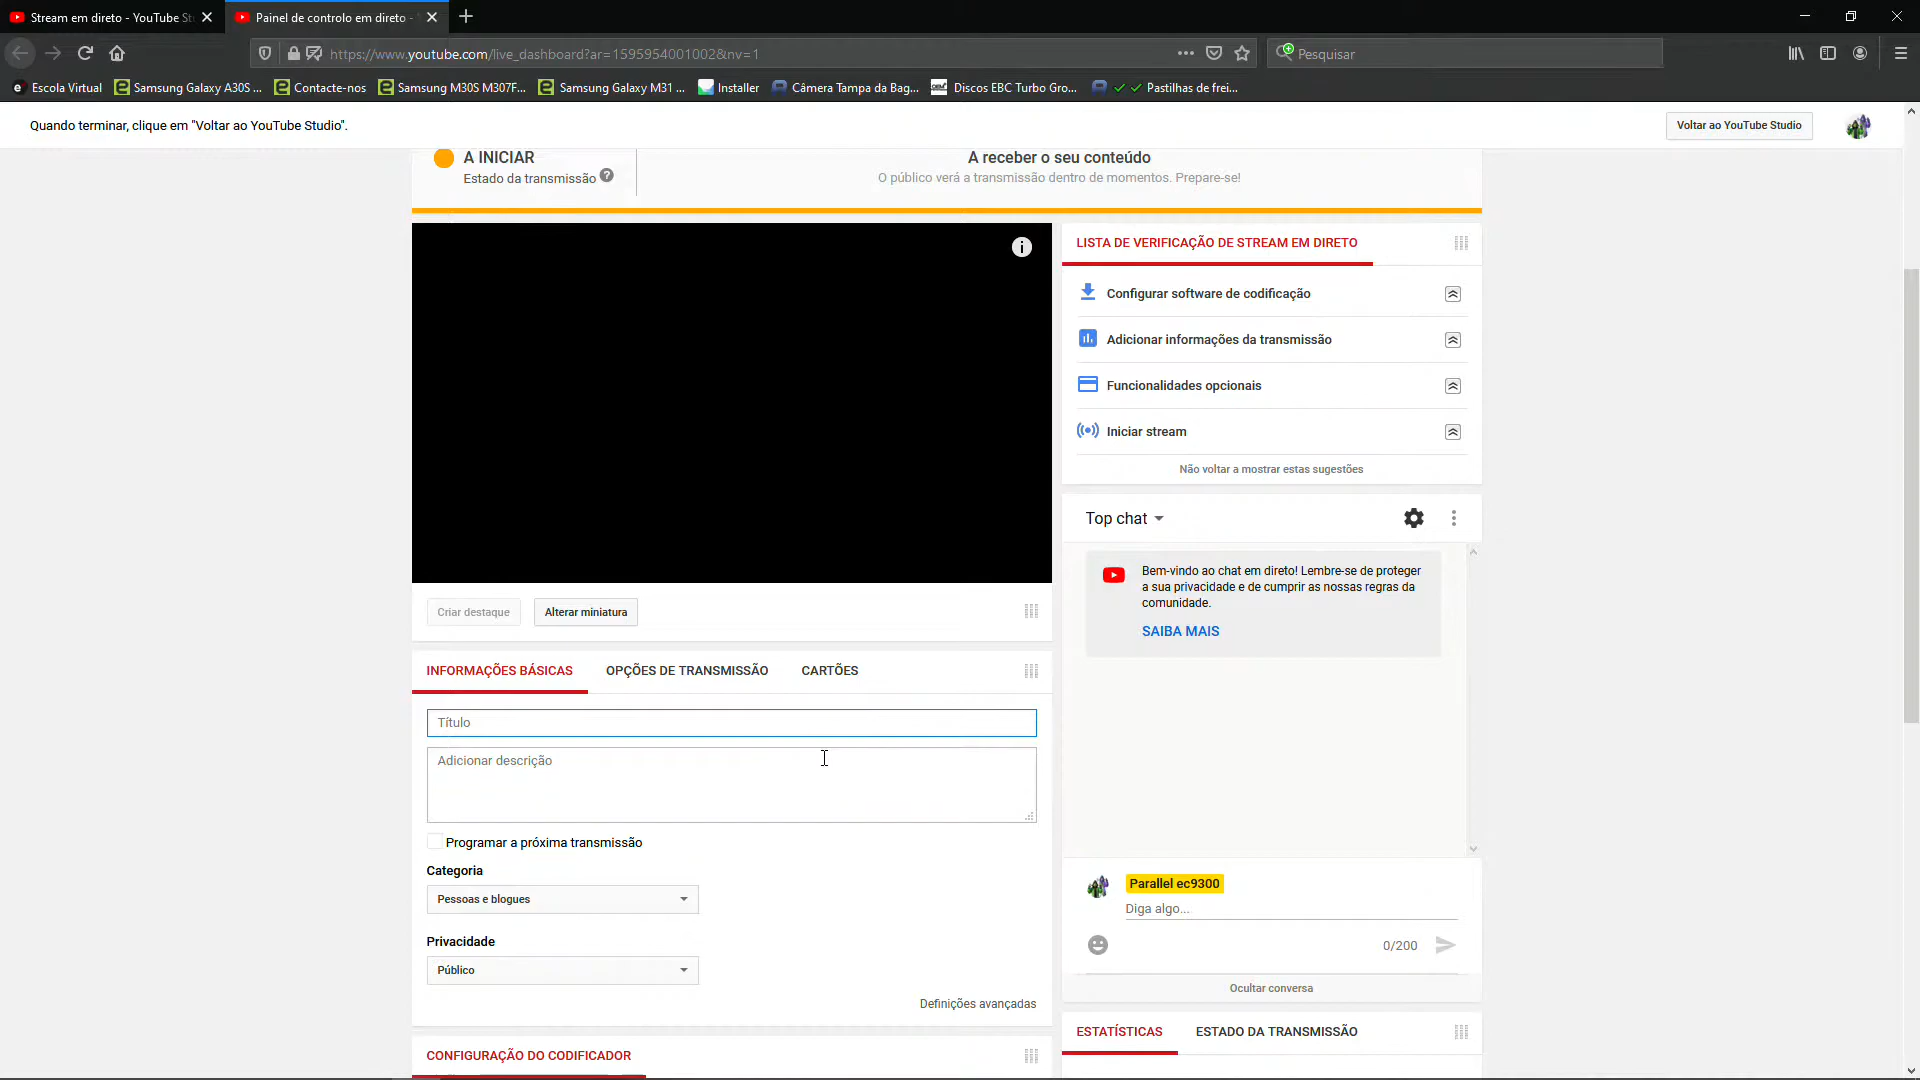 Stream em direto - YouTube St
Painel de controlo em direto -
https://www.youtube.com/live_dashboard?ar=1595954001002&nv=1
Pesquisar
Escola Virtual
Samsung Galaxy A30S ...
Contacte-nos
Samsung M30S M307F...
Samsung Galaxy M31 ...
Installer
Câmera Tampa da Bag...
Discos EBC Turbo Gro...
Pastilhas de frei...
Quando terminar, clique em "Voltar ao YouTube Studio".
Voltar ao YouTube Studio
A INICIAR
Estado da transmissão
A receber o seu conteúdo
O público verá a transmissão dentro de momentos. Prepare-se!
LISTA DE VERIFICAÇÃO DE STREAM EM DIRETO
Configurar software de codificação
Adicionar informações da transmissão
Funcionalidades opcionais
Iniciar stream
Não voltar a mostrar estas sugestões
Criar destaque
Alterar miniatura
Top chat
Bem-vindo ao chat em direto! Lembre-se de proteger
a sua privacidade e de cumprir as nossas regras da
comunidade.
SAIBA MAIS
INFORMAÇÕES BÁSICAS
OPÇÕES DE TRANSMISSÃO
CARTÕES
Título
Adicionar descrição
Programar a próxima transmissão
Categoria
Pessoas e blogues
Privacidade
Público
Definições avançadas
Parallel ec9300
Diga algo...
0/200
Ocultar conversa
CONFIGURAÇÃO DO CODIFICADOR
ESTATÍSTICAS
ESTADO DA TRANSMISSÃO